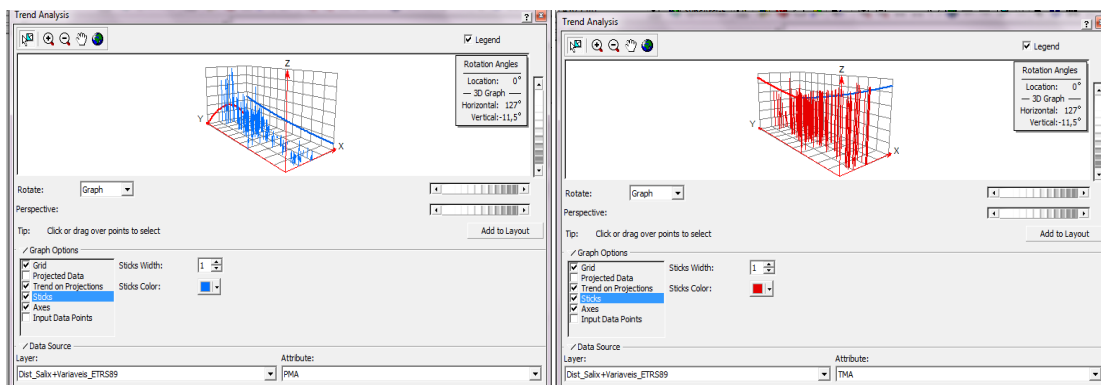 Trend Analysis
Legend
Rotation Angles
Location: 0°
— 3D Graph —
Horizontal: 127°
Vertical:-11,5°
Z
Y
X
Rotate: Graph
Perspective:
Tip: Click or drag over points to select
Add to Layout
Graph Options
Grid
Projected Data
Trend on Projections
Sticks
Axes
Input Data Points
Sticks Width: 1
Sticks Color:
Data Source
Layer: Attribute:
Dist_Salix+Variaveis_ETRS89 PMA
Trend Analysis
Legend
Rotation Angles
Location: 0°
— 3D Graph —
Horizontal: 127°
Vertical:-11,5°
Z
Y
X
Rotate: Graph
Perspective:
Tip: Click or drag over points to select
Add to Layout
Graph Options
Grid
Projected Data
Trend on Projections
Sticks
Axes
Input Data Points
Sticks Width: 1
Sticks Color:
Data Source
Layer: Attribute:
Dist_Salix+Variaveis_ETRS89 TMA